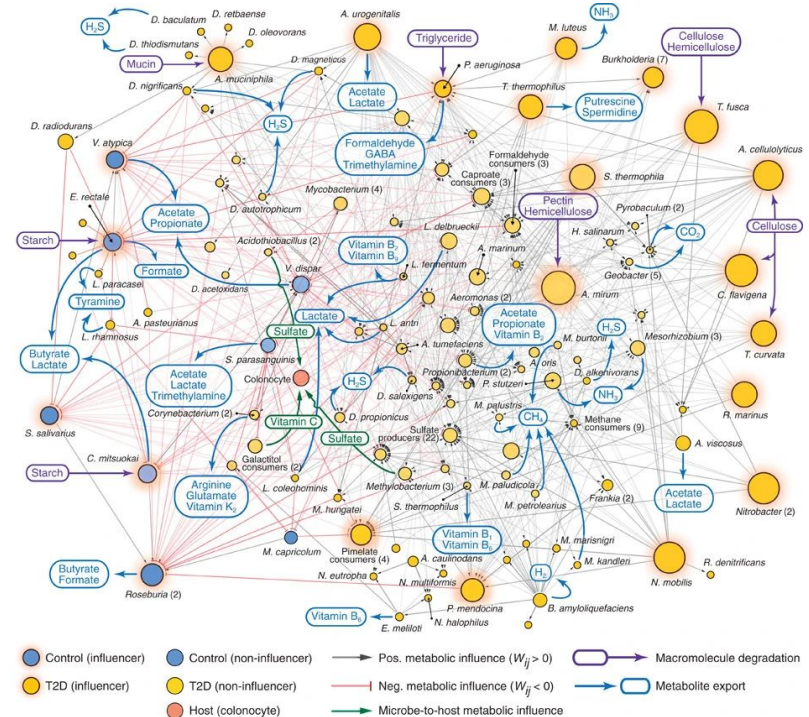 D. baculatum
D. retbaense
A. urogenitalis
NH3
H2S
D. oleovorans
Triglyceride
M. luteus
Cellulose
Hemicellulose
D. thiodismutans
Mucin
A. muciniphila
D. magneticus
P. aeruginosa
Burkholderia (7)
D. nigrificans
Acetate
Lactate
T. thermophilus
Putrescine
Spermidine
T. fusca
D. radiodurans
H2S
Formaldehyde
GABA
Trimethylamine
V. atypica
Formaldehyde
consumers (3)
A. cellulolyticus
Caproate
consumers (3)
S. thermophila
E. rectale
Mycobacterium (4)
Acetate
Propionate
D. autotrophicum
Pectin
Hemicellulose
Pyrobaculum (2)
Starch
Acidothiobacillus (2)
L. delbrueckii
H. salinarum
CO2
Cellulose
Vitamin B2
Vitamin B9
A. marinum
Formate
L. paracasei
D. acetoxidans
V. dispar
L. fermentum
Geobacter (5)
C. flavigena
Tyramine
Aeromonas (2)
A. mirum
A. pasteurianus
Lactate
L. antri
Acetate
Propionate
Vitamin B2
H2S
L. rhamnosus
Sulfate
A. tumefaciens
M. burtonii
Mesorhizobium (3)
T. curvata
Butyrate
Lactate
S. parasanguinis
A. oris
Acetate
Lactate
Trimethylamine
Colonocyte
H2S
Propionibacterium (2)
D. alkenivorans
D. salexigens
P. stutzeri
NH3
R. marinus
Corynebacterium (2)
Vitamin C
D. propionicus
M. palustris
CH4
S. salivarius
Methane
consumers (9)
C. mitsuokai
Sulfate
Sulfate
producers (22)
A. viscosus
Galactitol
consumers (2)
Starch
Arginine
Glutamate
Vitamin K2
L. coleohominis
Methylobacterium (3)
M. paludicola
Acetate
Lactate
M. hungatei
S. thermophilus
M. petrolearius
Frankia (2)
Nitrobacter (2)
M. capricolum
Pimelate
consumers (4)
Vitamin B1
Vitamin B6
M. marisnigri
Butyrate
Formate
Roseburia (2)
A. caulinodans
M. kandleri
N. eutropha
N. multiformis
H2
N. mobilis
R. denitrificans
P. mendocina
B. amyloliquefaciens
Vitamin B6
E. meliloti
N. halophilus
Control (influencer)
Control (non-influencer)
Pos. metabolic influence (Wij > 0)
Macromolecule degradation
T2D (influencer)
T2D (non-influencer)
Neg. metabolic influence (Wij < 0)
Metabolite export
Host (colonocyte)
Microbe-to-host metabolic influence